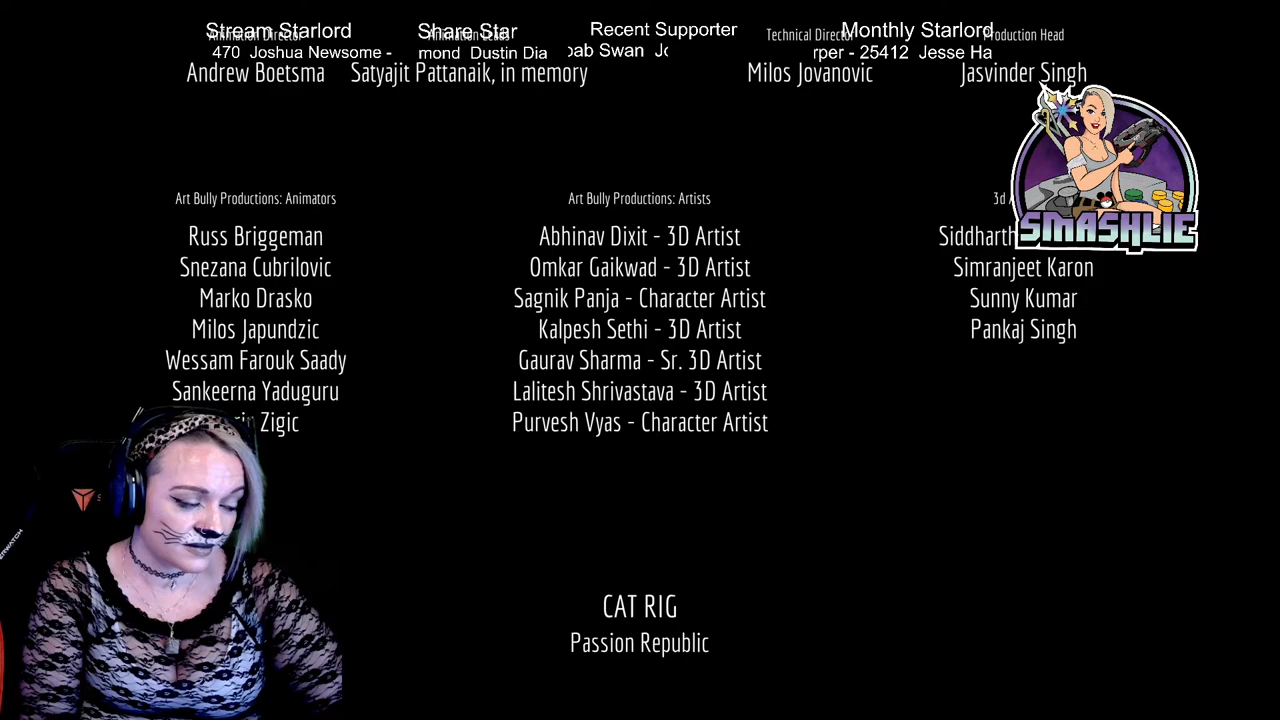 Stream Starlord
Share Star
Recent Supporter
Monthly Starlord
Technical Director
Production Head
470 Joshua Newsome -
mond Dustin Dia
oab Swan Jo
rper - 25412 Jesse Ha
Andrew Boetsma
Satyajit Pattanaik, in memory
Milos Jovanovic
Jasvinder Singh
Art Bully Productions: Animators
Russ Briggeman
Snezana Cubrilovic
Marko Drasko
Milos Japundzic
Wessam Farouk Saady
Sankeerna Yaduguru
Zigic
Art Bully Productions: Artists
Abhinav Dixit - 3D Artist
Omkar Gaikwad - 3D Artist
Sagnik Panja - Character Artist
Kalpesh Sethi - 3D Artist
Gaurav Sharma - Sr. 3D Artist
Lalitesh Shrivastava - 3D Artist
Purvesh Vyas - Character Artist
3d
Siddharth
Simranjeet Karon
Sunny Kumar
Pankaj Singh
SMASHLIE
CAT RIG
Passion Republic